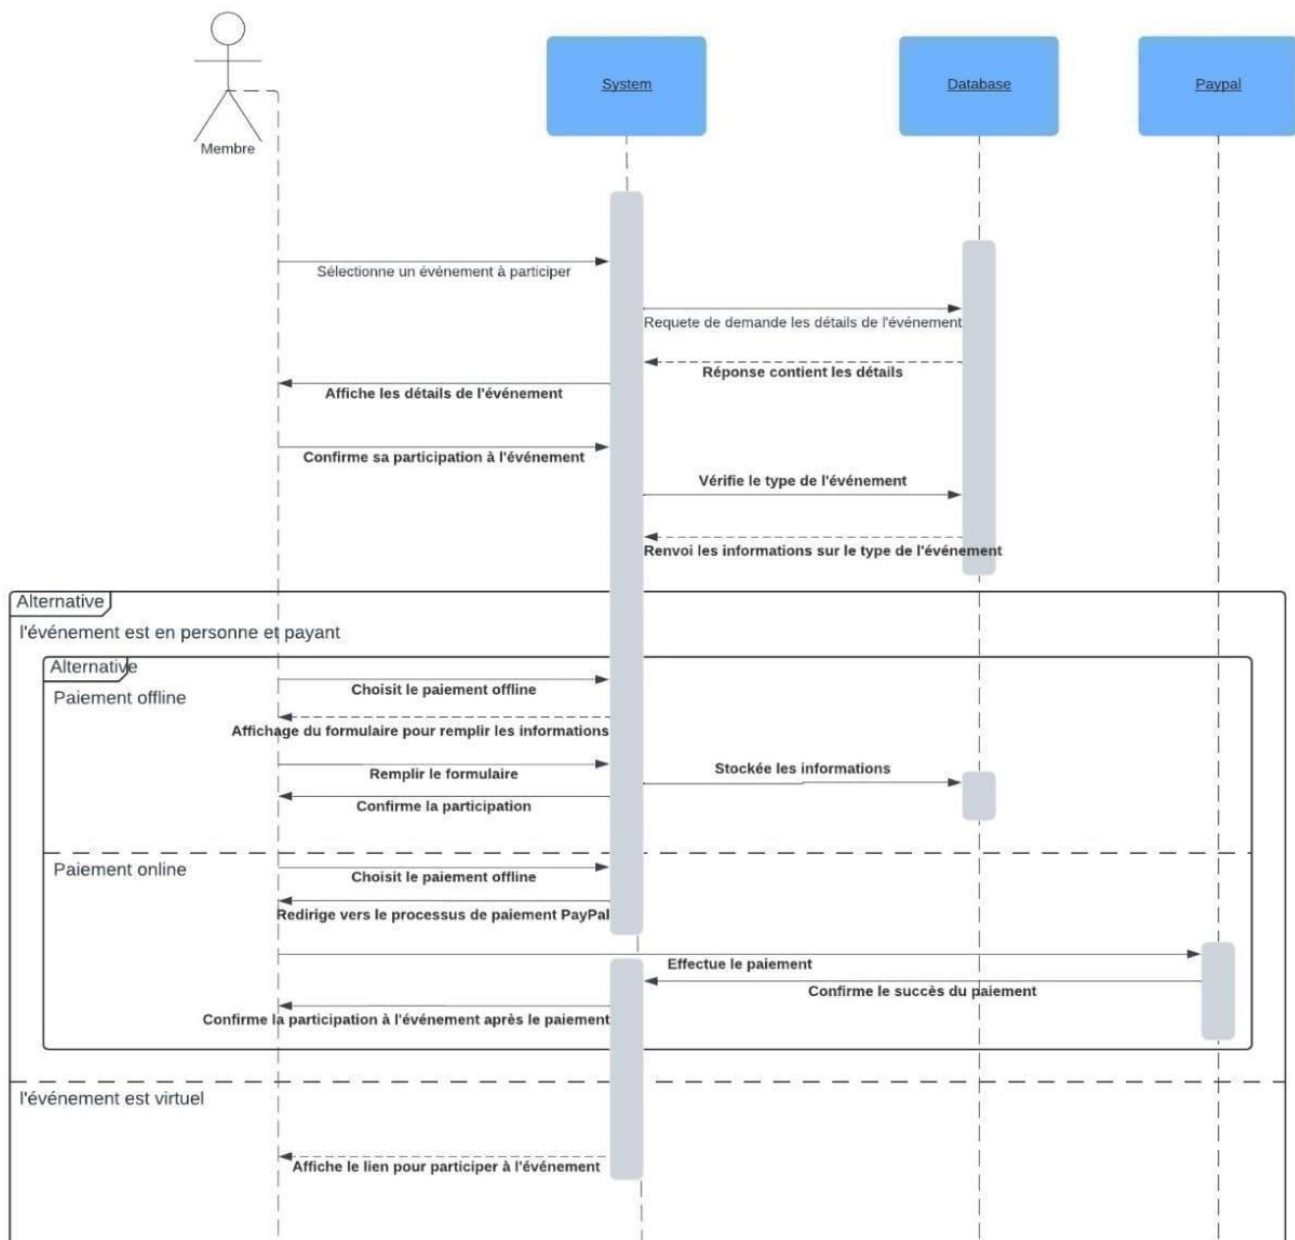 System
Database
Paypal
Membre
Sélectionne un événement à participer
Requete de demande les détails de l'événement
Réponse contient les détails
Affiche les détails de l'événement
Confirme sa participation à l'événement
Vérifie le type de l'événement
Renvoi les informations sur le type de l'événement
Alternative
l'événement est en personne et payant
Alternative
Paiement offline
Choisit le paiement offline
Affichage du formulaire pour remplir les informations
Remplir le formulaire
Stockée les informations
Confirme la participation
Paiement online
Choisit le paiement offline
Redirige vers le processus de paiement PayPal
Effectue le paiement
Confirme le succès du paiement
Confirme la participation à l'événement après le paiement
l'événement est virtuel
Affiche le lien pour participer à l'événement